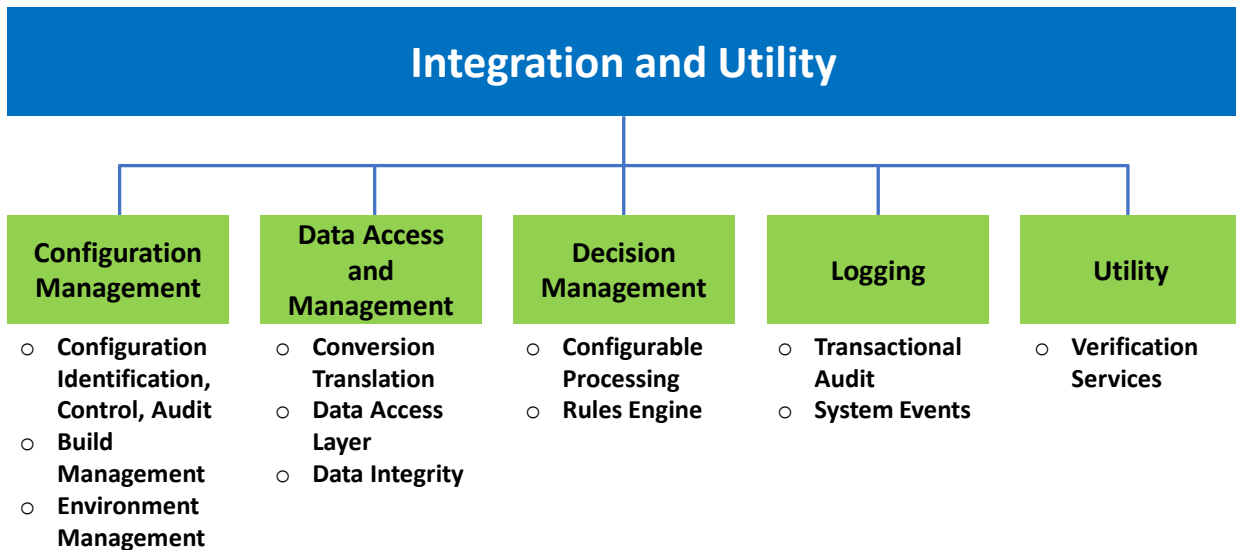 Integration and Utility
Configuration
Management
○ Configuration
Identification,
Control, Audit
○ Build
Management
○ Environment
Management
Data Access
and
Management
○ Conversion
Translation
○ Data Access
Layer
○ Data Integrity
Decision
Management
○ Configurable
Processing
○ Rules Engine
Logging
○ Transactional
Audit
○ System Events
Utility
○ Verification
Services